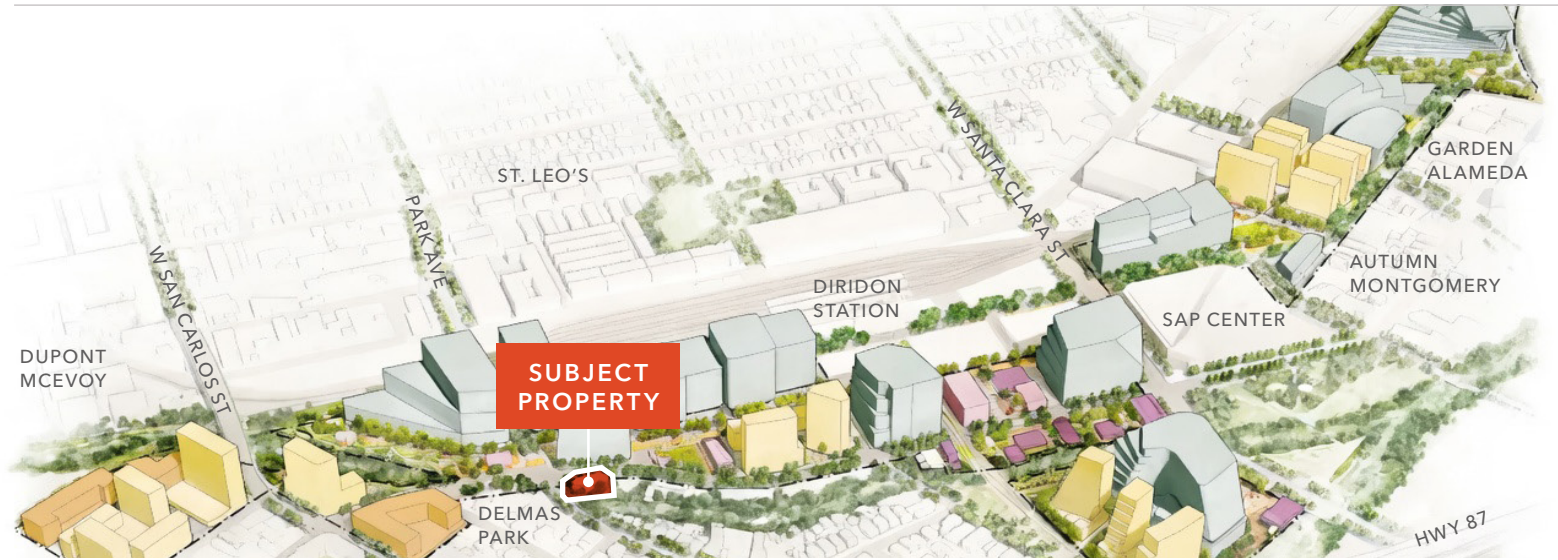 W SAN CARLOS ST
PARK AVE
ST. LEO'S
W SANTA CLARA ST
GARDEN
ALAMEDA
DIRIDON
STATION
AUTUMN
MONTGOMERY
SAP CENTER
DUPONT
MCEVOY
SUBJECT
PROPERTY
DELMAS
PARK
HWY 87